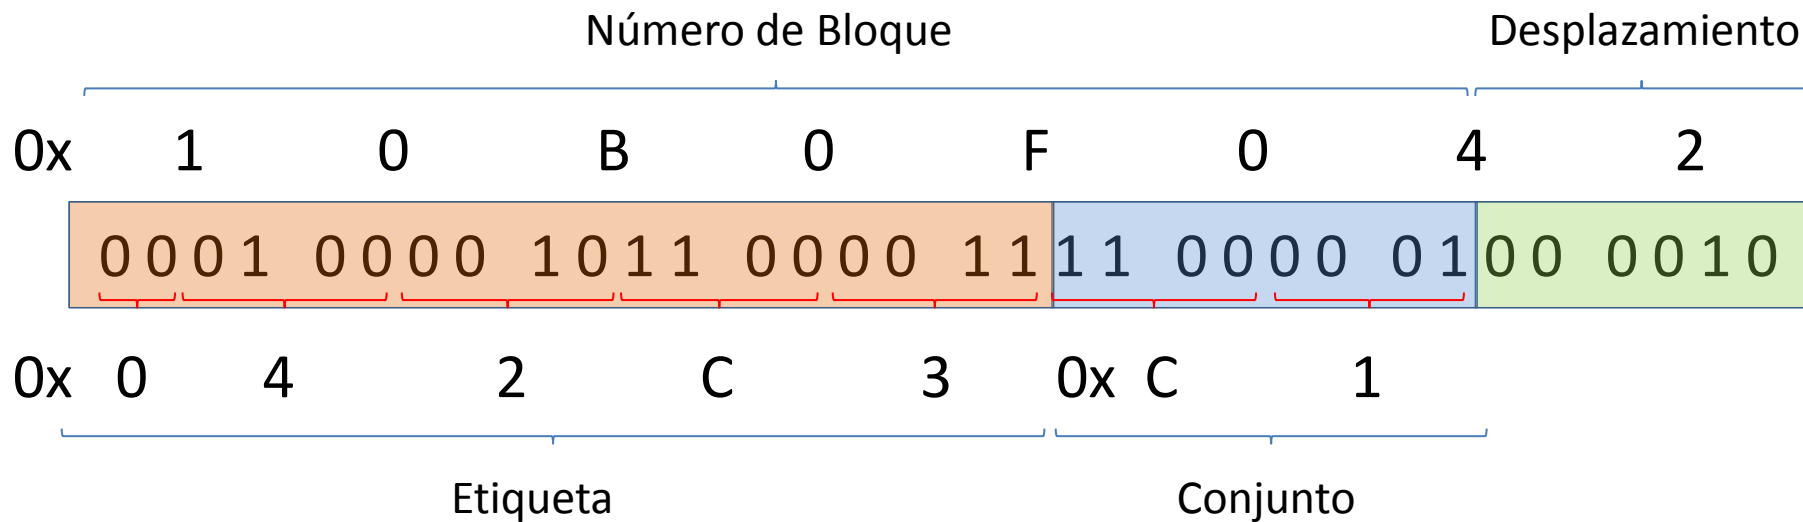 Número de Bloque Desplazamiento
0x 1 0 B 0 F 0 4 2
0 0 0 1 0 0 0 0 1 0 1 1 0 0 0 0 1 1 1 1 0 0 0 0 0 1 0 0 0 0 1 0
0x 0 4 2 C 3 0x C 1
Etiqueta Conjunto